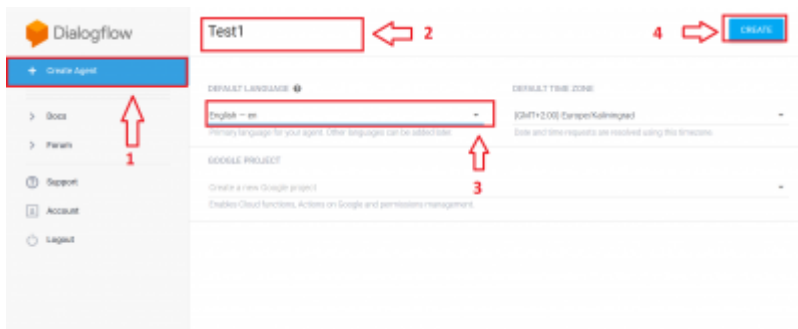 Dialogflow
Test1
2
4
CREATE
+ Create Agent
DEFAULT LANGUAGE
DEFAULT TIME ZONE
English — en
(GMT+2:00) Europe/Kaliningrad
Primary language for your agent. Other languages can be added later.
Date and time requests are resolved using this timezone.
> Docs
> Forum
1
3
GOOGLE PROJECT
Create a new Google project
Enables Cloud functions, Actions on Google and permissions management.
Support
Account
Logout